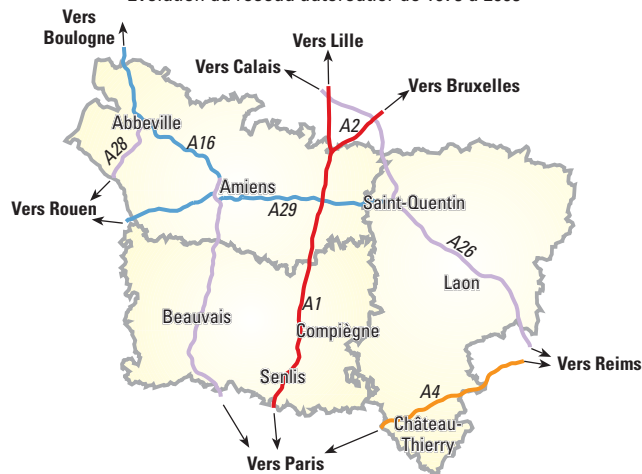 Vers
Boulogne
Vers Lille
Vers Calais
Vers Bruxelles
A2
Abbeville
A28
A16
Amiens
Vers Rouen
A29
Saint-Quentin
A26
Laon
Beauvais
A1
Compiègne
Vers Reims
Senlis
A4
Château-
Thierry
Vers Paris